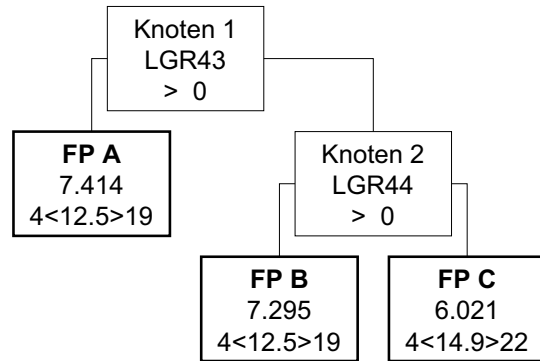 Knoten 1
LGR43
> 0
FP A
7.414
4<12.5>19
Knoten 2
LGR44
> 0
FP B
7.295
4<12.5>19
FP C
6.021
4<14.9>22